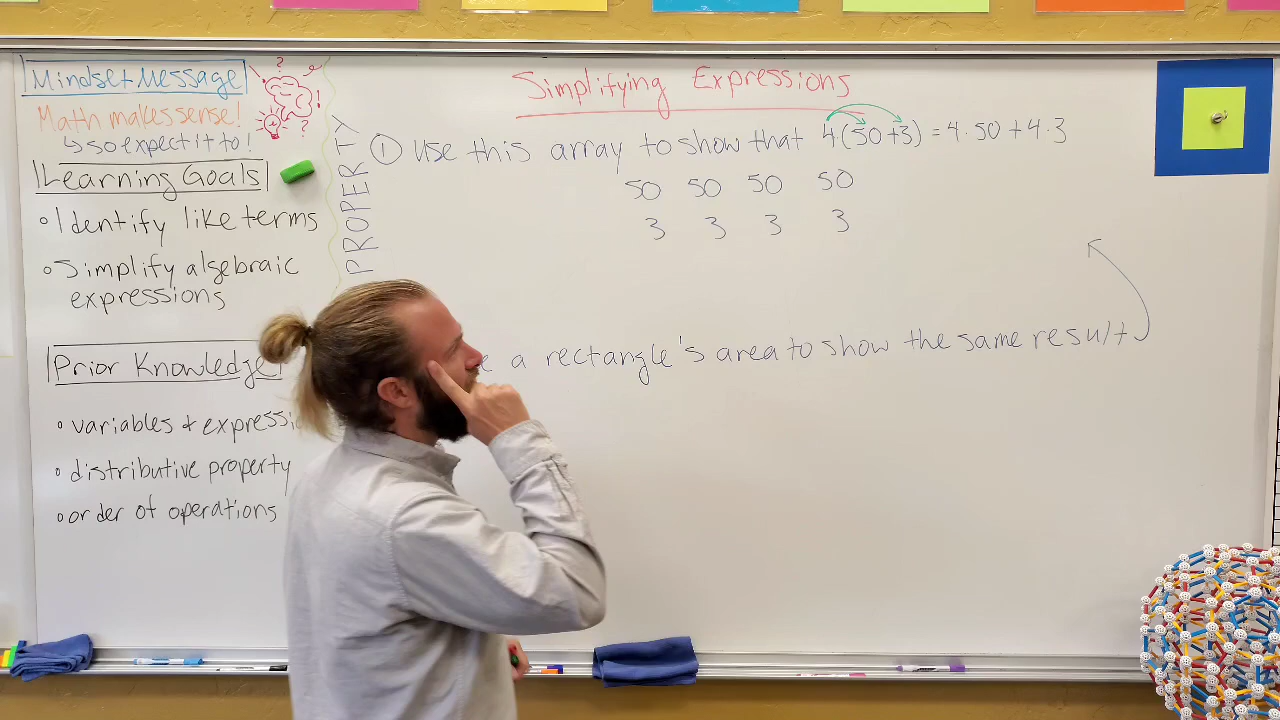 Mindset Message
Math makes sense!
↳ so expect it to!
Learning Goals
• Identify like terms
• Simplify algebraic
expressions
Prior Knowledge
• variables + expressi
• distributive property
• order of operations
PROPERTY
Simplifying Expressions
① Use this array to show that 4(50+3) = 4·50 + 4·3
50 50 50 50
3 3 3 3
a rectangle's area to show the same result